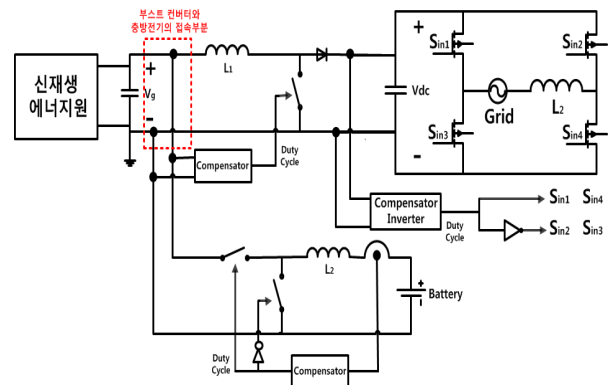 부스트 컨버터와
충방전기의 접속부분
신재생
에너지원
+
Vg
-
L1
Duty
Cycle
Compensator
+
Vdc
-
Sin1
Sin2
Grid
L2
Sin3
Sin4
Compensator
Inverter
Duty
Cycle
Sin1 Sin4
Sin2 Sin3
L2
+
Battery
Duty
Cycle
Compensator